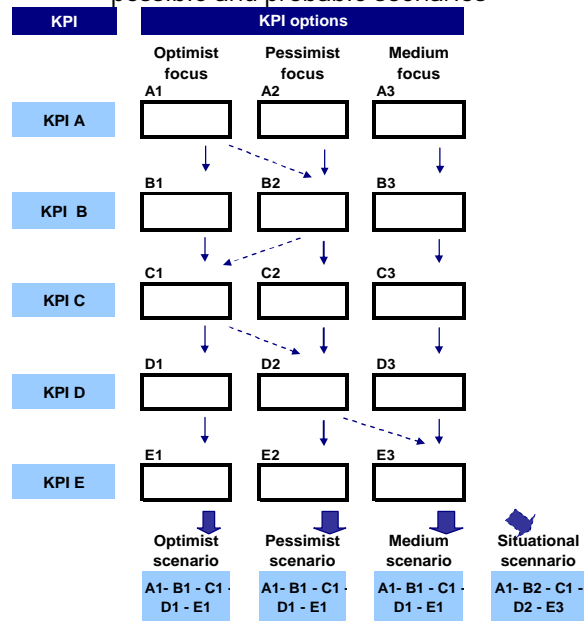 possible and probable scenarios
KPI
KPI options
Optimist
focus
Pessimist
focus
Medium
focus
A1
A2
A3
KPI A
B1
B2
B3
KPI B
C1
C2
C3
KPI C
D1
D2
D3
KPI D
E1
E2
E3
KPI E
Optimist
scenario
Pessimist
scenario
Medium
scenario
Situational
scennario
A1- B1 - C1 -
D1 - E1
A1- B1 - C1 -
D1 - E1
A1- B1 - C1 -
D1 - E1
A1- B2 - C1 -
D2 - E3